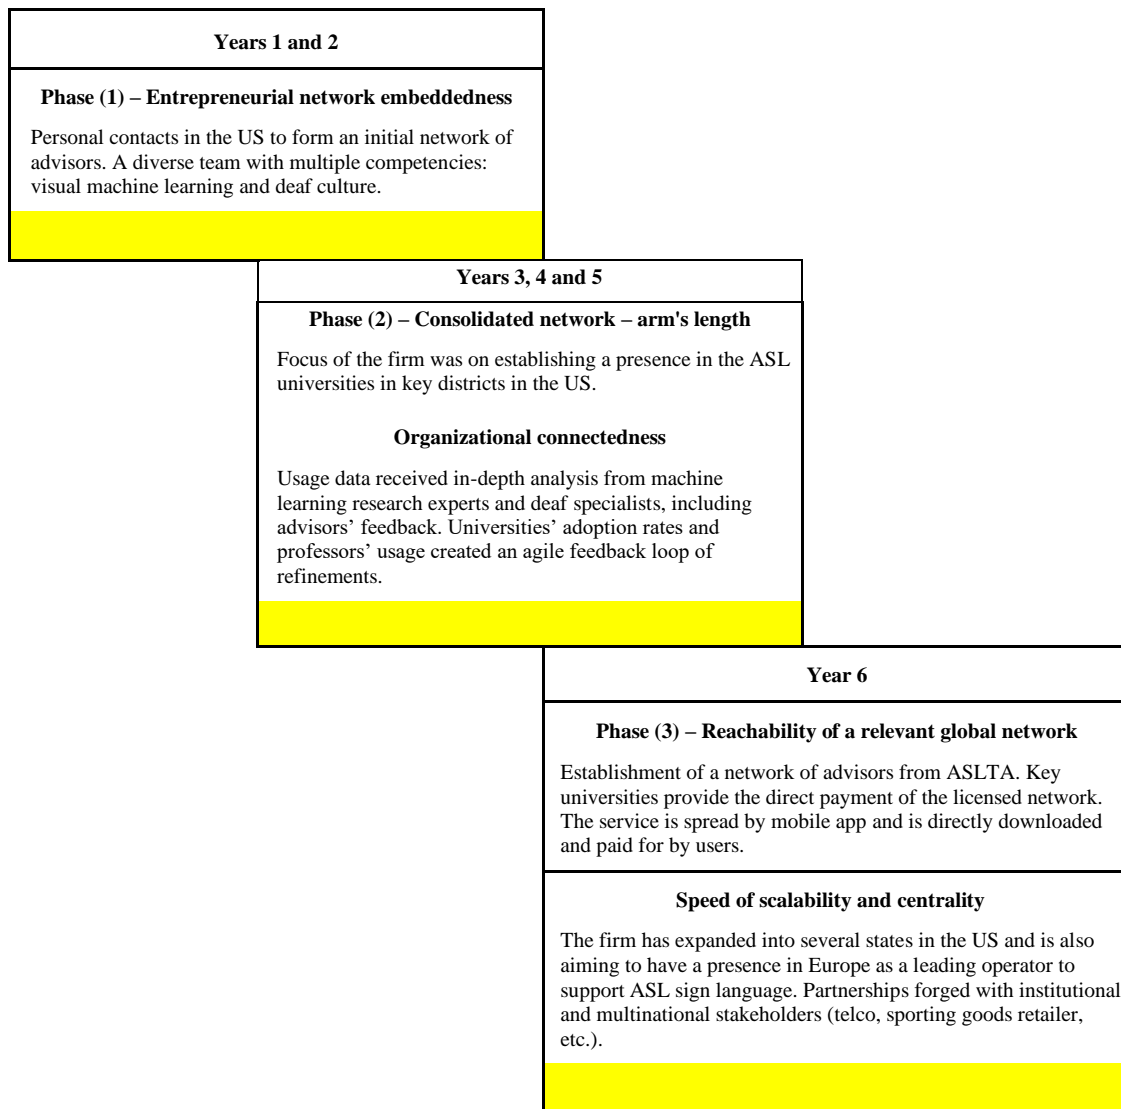 Years 1 and 2
Phase (1) – Entrepreneurial network embeddedness
Personal contacts in the US to form an initial network of
advisors. A diverse team with multiple competencies:
visual machine learning and deaf culture.
Years 3, 4 and 5
Phase (2) – Consolidated network – arm's length
Focus of the firm was on establishing a presence in the ASL
universities in key districts in the US.
Organizational connectedness
Usage data received in-depth analysis from machine
learning research experts and deaf specialists, including
advisors’ feedback. Universities’ adoption rates and
professors’ usage created an agile feedback loop of
refinements.
Year 6
Phase (3) – Reachability of a relevant global network
Establishment of a network of advisors from ASLTA. Key
universities provide the direct payment of the licensed network.
The service is spread by mobile app and is directly downloaded
and paid for by users.
Speed of scalability and centrality
The firm has expanded into several states in the US and is also
aiming to have a presence in Europe as a leading operator to
support ASL sign language. Partnerships forged with institutional
and multinational stakeholders (telco, sporting goods retailer,
etc.).